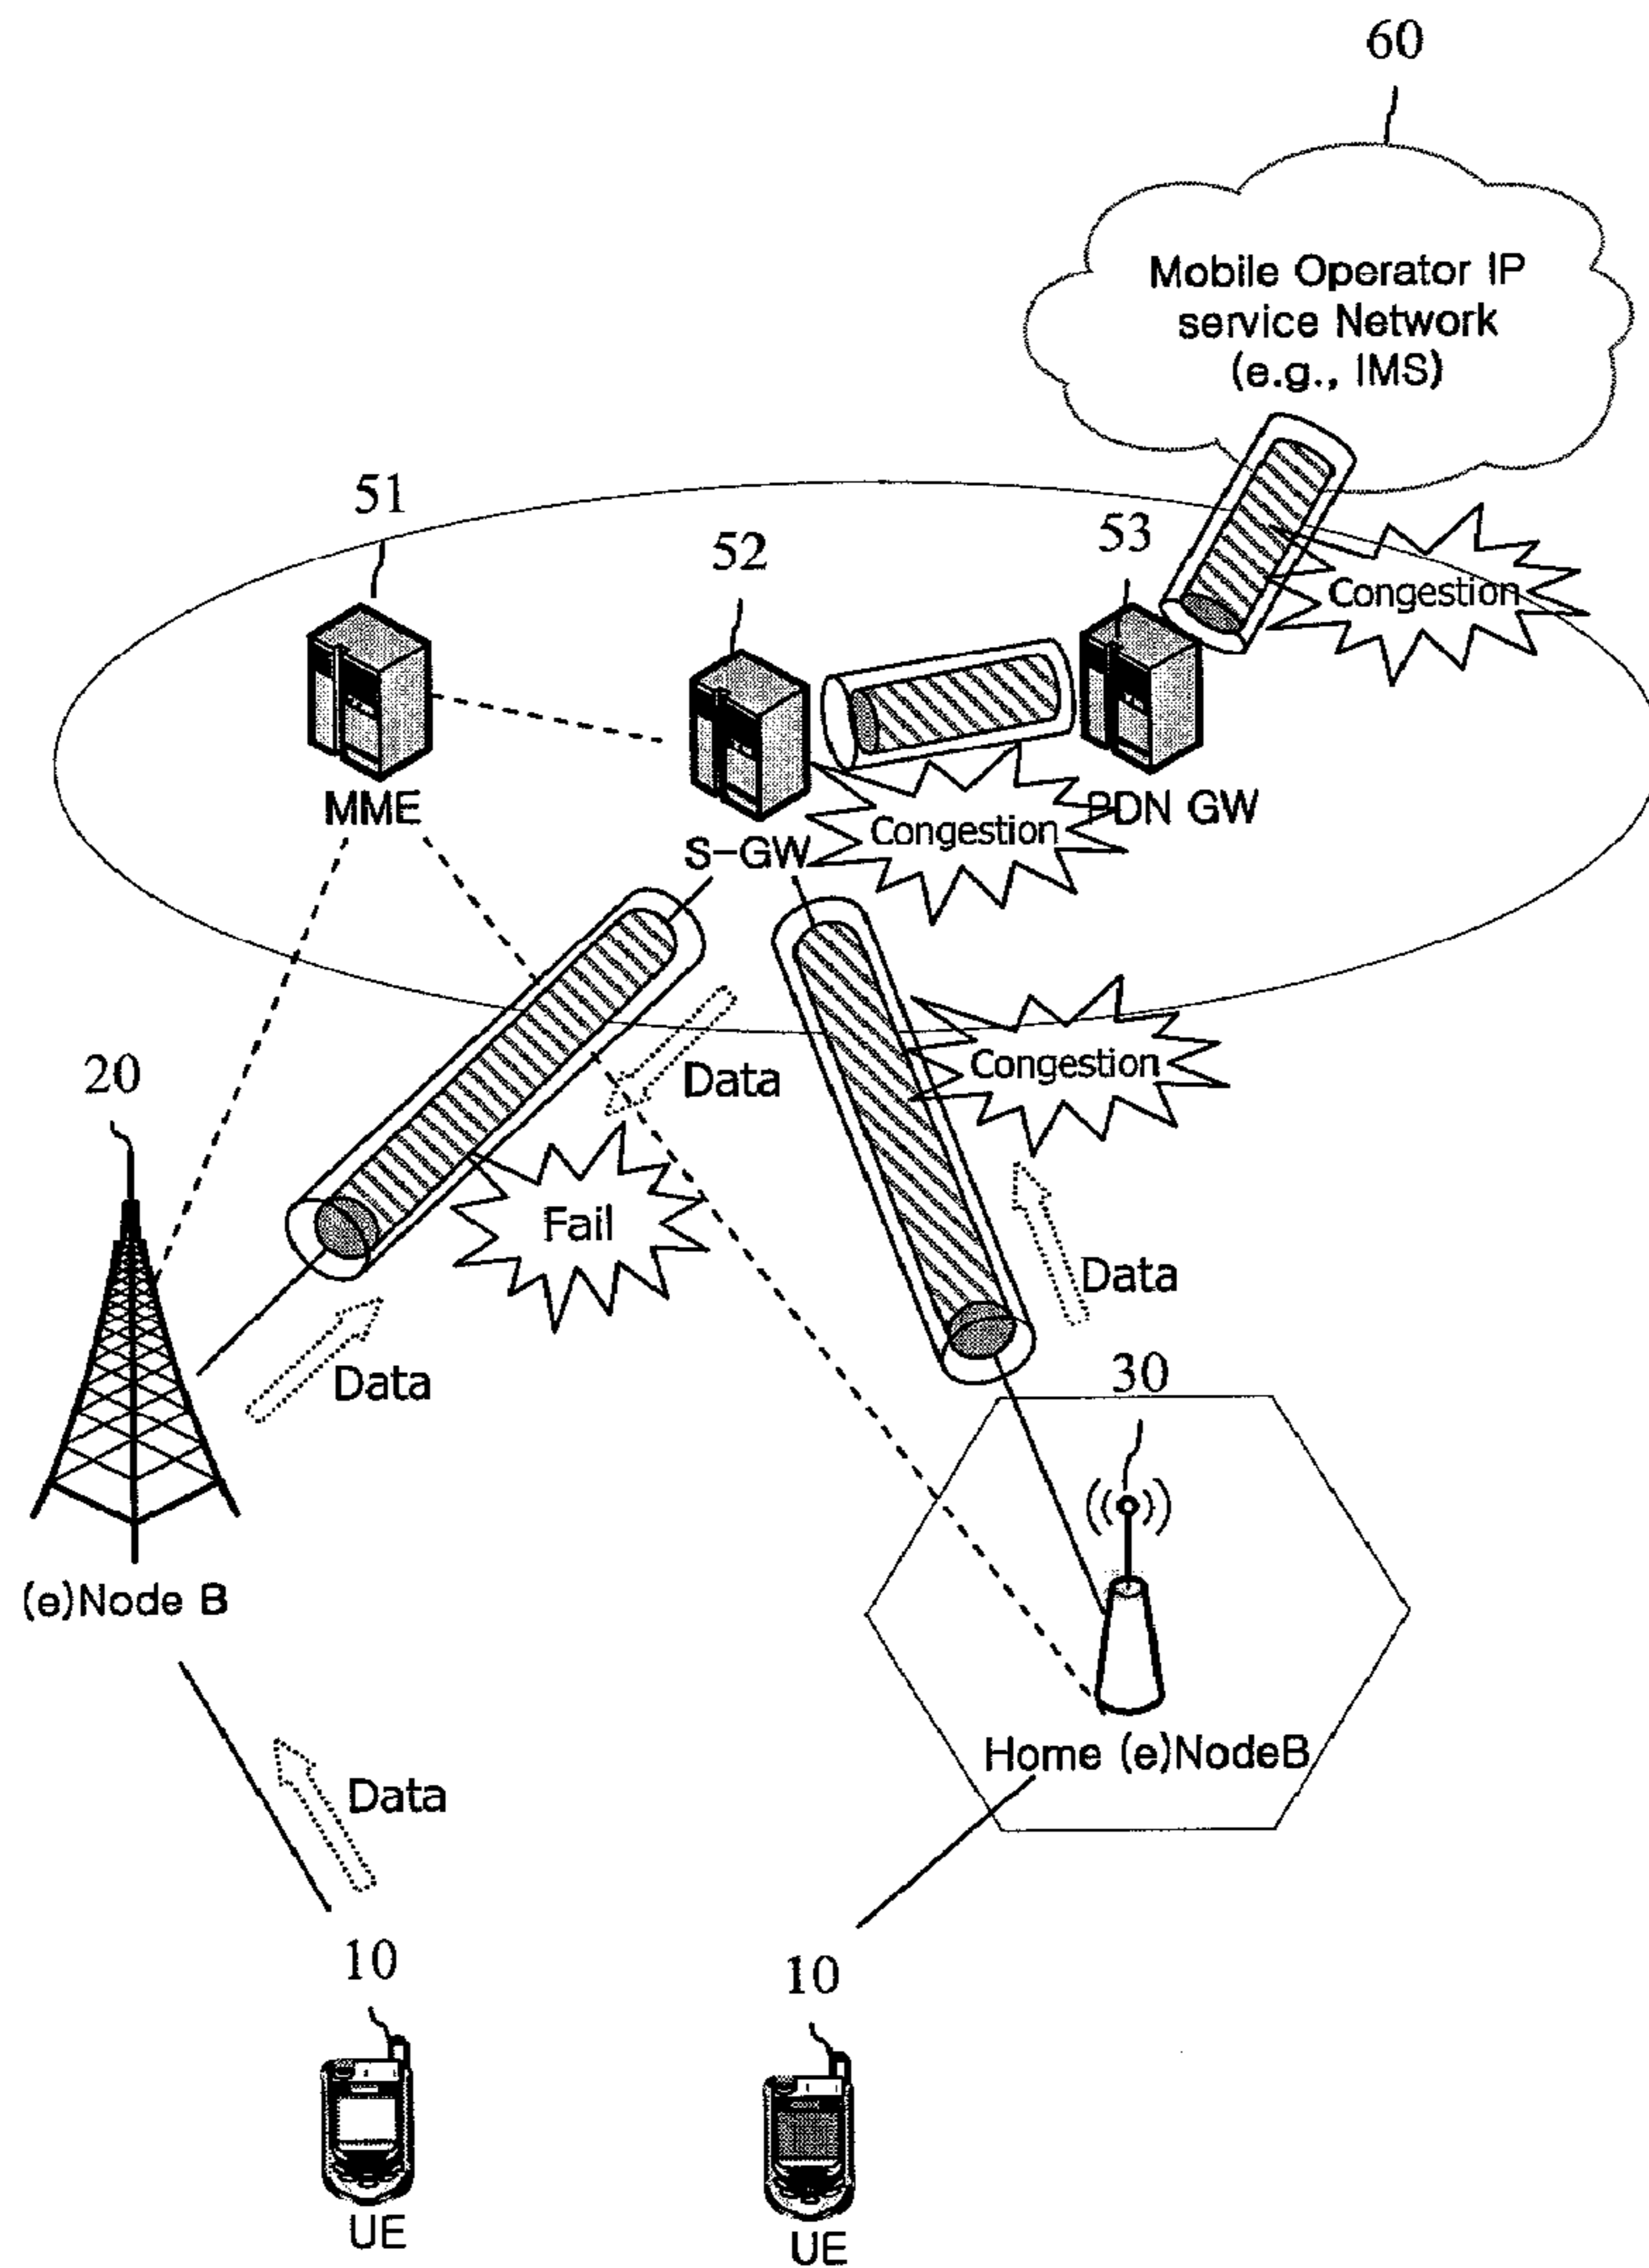 60
Mobile Operator IP
service Network
(e.g., IMS)
51
52
53
Congestion
MME
S-GW
Congestion
PDN GW
20
Data
Congestion
Fail
Data
Data
30
(e)Node B
Home (e)NodeB
Data
10
10
UE
UE